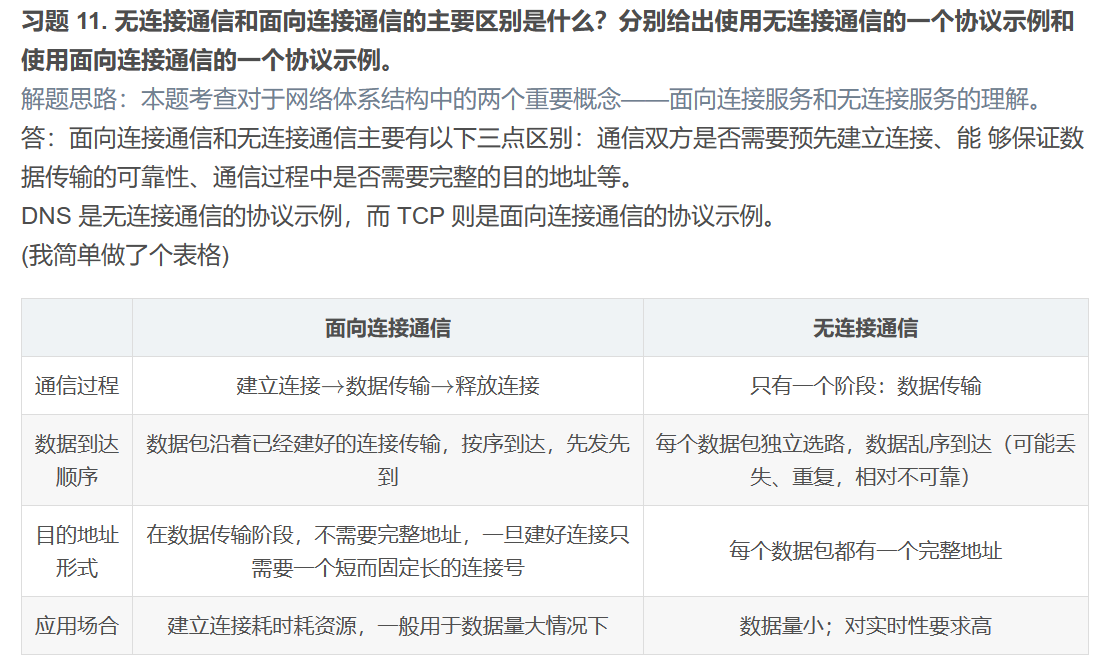 习题 11. 无连接通信和面向连接通信的主要区别是什么？分别给出使用无连接通信的一个协议示例和
使用面向连接通信的一个协议示例。
解题思路：本题考查对于网络体系结构中的两个重要概念——面向连接服务和无连接服务的理解。
答：面向连接通信和无连接通信主要有以下三点区别：通信双方是否需要预先建立连接、能 够保证数
据传输的可靠性、通信过程中是否需要完整的目的地址等。
DNS 是无连接通信的协议示例，而 TCP 则是面向连接通信的协议示例。
(我简单做了个表格)
面向连接通信 无连接通信
通信过程 建立连接→数据传输→释放连接 只有一个阶段：数据传输
数据到达 数据包沿着已经建好的连接传输，按序到达，先发先 每个数据包独立选路，数据乱序到达（可能丢
顺序 到 失、重复，相对不可靠）
目的地址 在数据传输阶段，不需要完整地址，一旦建好连接只 每个数据包都有一个完整地址
形式 需要一个短而固定长的连接号
应用场合 建立连接耗时耗资源，一般用于数据量大情况下 数据量小；对实时性要求高